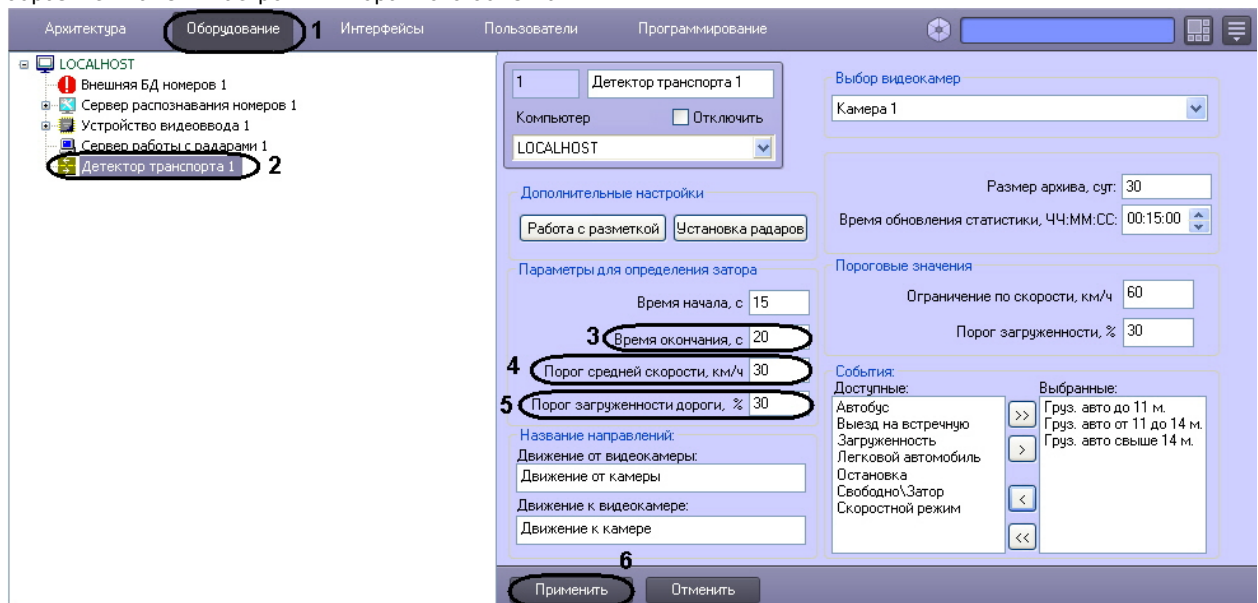 Архитектура Оборудование 1 Интерфейсы Пользователи Программирование
LOCALHOST
Внешняя БД номеров 1
Сервер распознавания номеров 1
Устройство видеоввода 1
Сервер работы с радарами 1
Детектор транспорта 1 2
1 Детектор транспорта 1
Компьютер Отключить
LOCALHOST
Дополнительные настройки
Работа с разметкой Установка радаров
Параметры для определения затора
Время начала, с 15
3 Время окончания, с 20
4 Порог средней скорости, км/ч 30
5 Порог загруженности дороги, % 30
Название направлений:
Движение от видеокамеры:
Движение от камеры
Движение к видеокамере:
Движение к камере
Выбор видеокамер
Камера 1
Размер архива, сут: 30
Время обновления статистики, ЧЧ:ММ:СС: 00:15:00
Пороговые значения
Ограничение по скорости, км/ч 60
Порог загруженности, % 30
События:
Доступные:
Автобус
Выезд на встречную
Загруженность
Легковой автомобиль
Остановка
Свободно\Затор
Скоростной режим
>>
>
<
<<
Выбранные:
Груз. авто до 11 м.
Груз. авто от 11 до 14 м.
Груз. авто свыше 14 м.
6
Применить Отменить